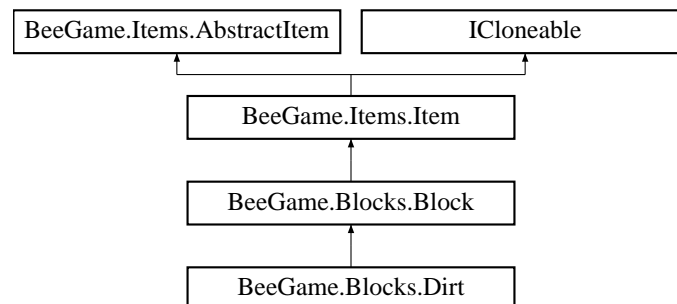 BeeGame.Items.AbstractItem
ICloneable
BeeGame.Items.Item
BeeGame.Blocks.Block
BeeGame.Blocks.Dirt